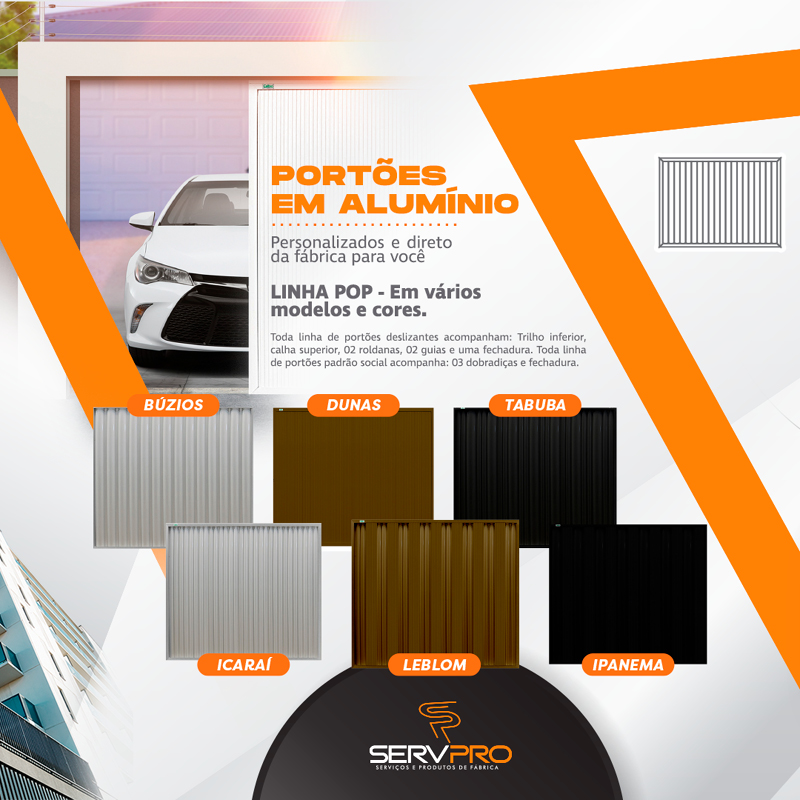 PORTÕES
EM ALUMÍNIO
Personalizados e direto
da fábrica para você
LINHA POP - Em vários
modelos e cores.
Toda linha de portões deslizantes acompanham: Trilho inferior,
calha superior, 02 roldanas, 02 guias e uma fechadura. Toda linha
de portões padrão social acompanha: 03 dobradiças e fechadura.
BÚZIOS
DUNAS
TABUBA
ICARAÍ
LEBLOM
IPANEMA
SERVPRO
SERVIÇOS E PRODUTOS DE FABRICA